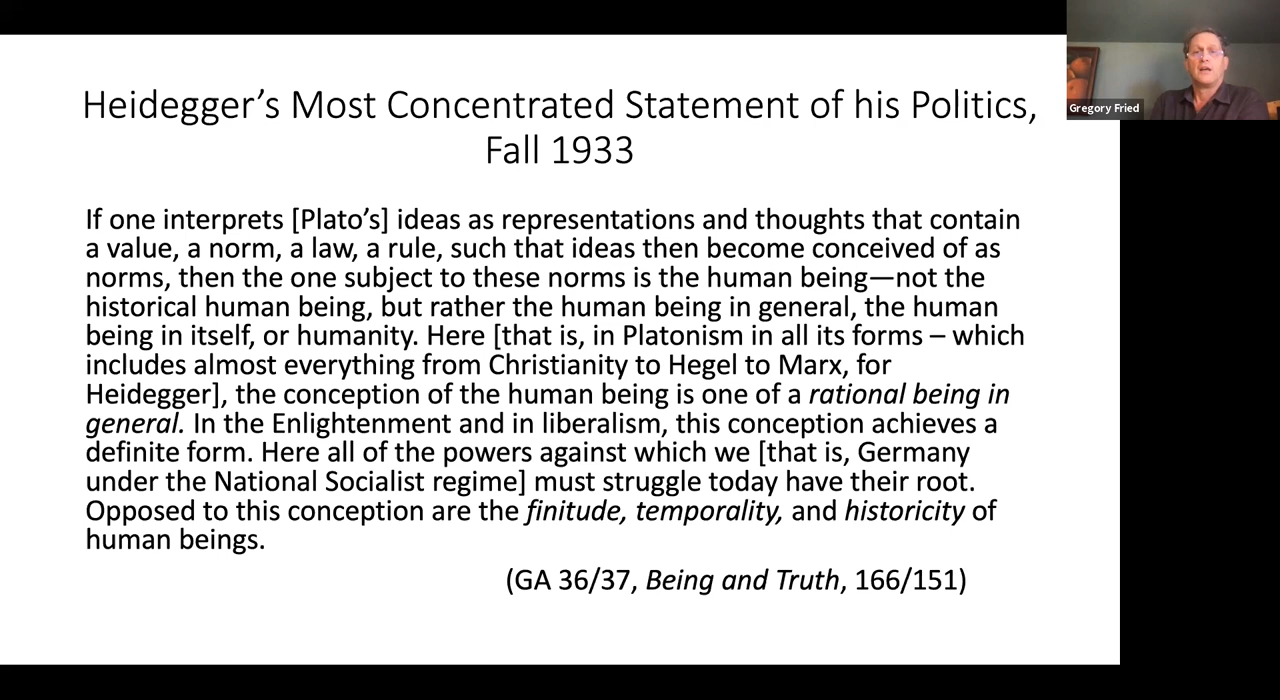 Heidegger’s Most Concentrated Statement of his Politics,
Fall 1933
Gregory Fried
If one interprets [Plato’s] ideas as representations and thoughts that contain
a value, a norm, a law, a rule, such that ideas then become conceived of as
norms, then the one subject to these norms is the human being—not the
historical human being, but rather the human being in general, the human
being in itself, or humanity. Here [that is, in Platonism in all its forms – which
includes almost everything from Christianity to Hegel to Marx, for
Heidegger], the conception of the human being is one of a rational being in
general. In the Enlightenment and in liberalism, this conception achieves a
definite form. Here all of the powers against which we [that is, Germany
under the National Socialist regime] must struggle today have their root.
Opposed to this conception are the finitude, temporality, and historicity of
human beings.
(GA 36/37, Being and Truth, 166/151)